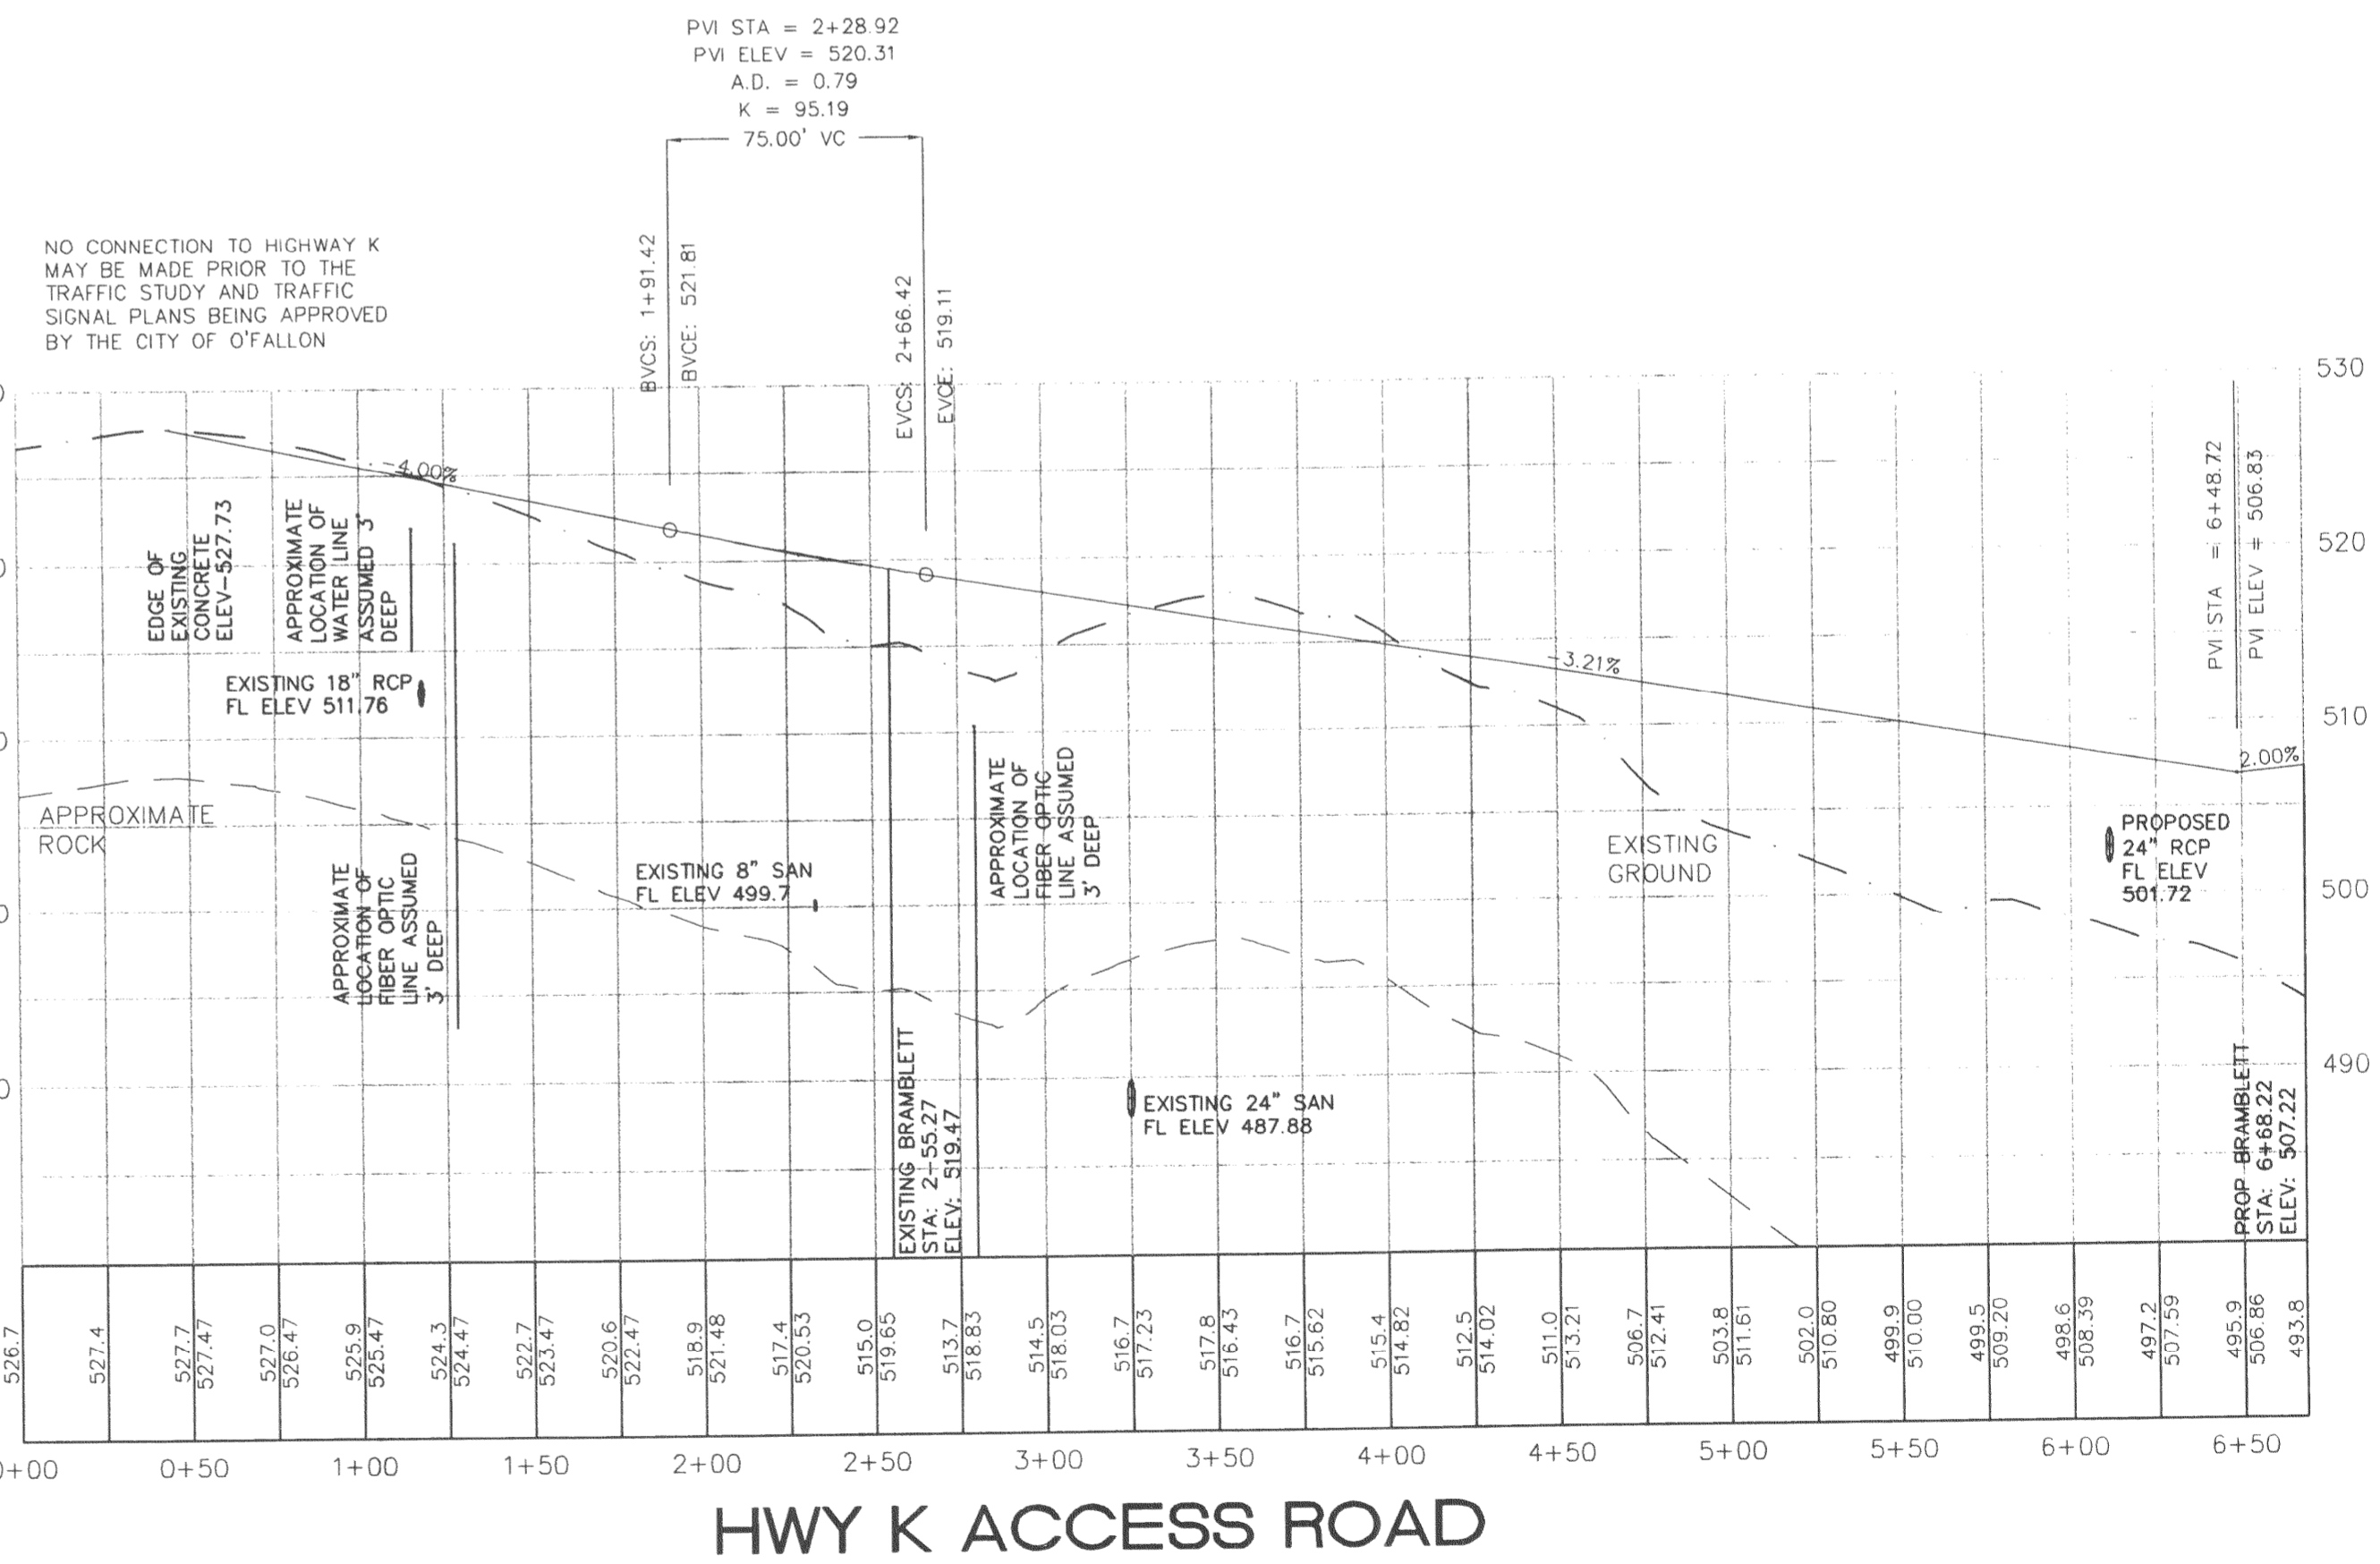 PVI STA = 2+28.92
PVI ELEV = 520.31
A.D. = 0.79
K = 95.19
75.00' VC
BVCS: 1+91.42
BVCE: 521.81
EVCS: 2+66.42
EVCE: 519.11
NO CONNECTION TO HIGHWAY K
MAY BE MADE PRIOR TO THE
TRAFFIC STUDY AND TRAFFIC
SIGNAL PLANS BEING APPROVED
BY THE CITY OF O'FALLON
530
520
510
500
490
-4.00%
-3.21%
2.00%
PVI STA = 6+48.72
PVI ELEV = 506.83
EDGE OF
EXISTING
CONCRETE
ELEV-527.73
APPROXIMATE
LOCATION OF
WATER LINE
ASSUMED 3'
DEEP
EXISTING 18" RCP
FL ELEV 511.76
APPROXIMATE
ROCK
APPROXIMATE
LOCATION OF
FIBER OPTIC
LINE ASSUMED
3' DEEP
EXISTING 8" SAN
FL ELEV 499.7
APPROXIMATE
LOCATION OF
FIBER OPTIC
LINE ASSUMED
3' DEEP
EXISTING BRAMBLETT
STA: 2+55.27
ELEV: 519.47
EXISTING 24" SAN
FL ELEV 487.88
EXISTING
GROUND
PROPOSED
24" RCP
FL ELEV
501.72
PROP BRAMBLETT
STA: 6+68.22
ELEV: 507.22
526.7
527.4
527.7
527.47
527.0
526.47
525.9
525.47
524.3
524.47
522.7
523.47
520.6
522.47
518.9
521.48
517.4
520.53
515.0
519.65
513.7
518.83
514.5
518.03
516.7
517.23
517.8
516.43
516.7
515.62
515.4
514.82
512.5
514.02
511.0
513.21
506.7
512.41
503.8
511.61
502.0
510.80
499.9
510.00
499.5
509.20
498.6
508.39
497.2
507.59
495.9
506.86
493.8
0+00 0+50 1+00 1+50 2+00 2+50 3+00 3+50 4+00 4+50 5+00 5+50 6+00 6+50
HWY K ACCESS ROAD